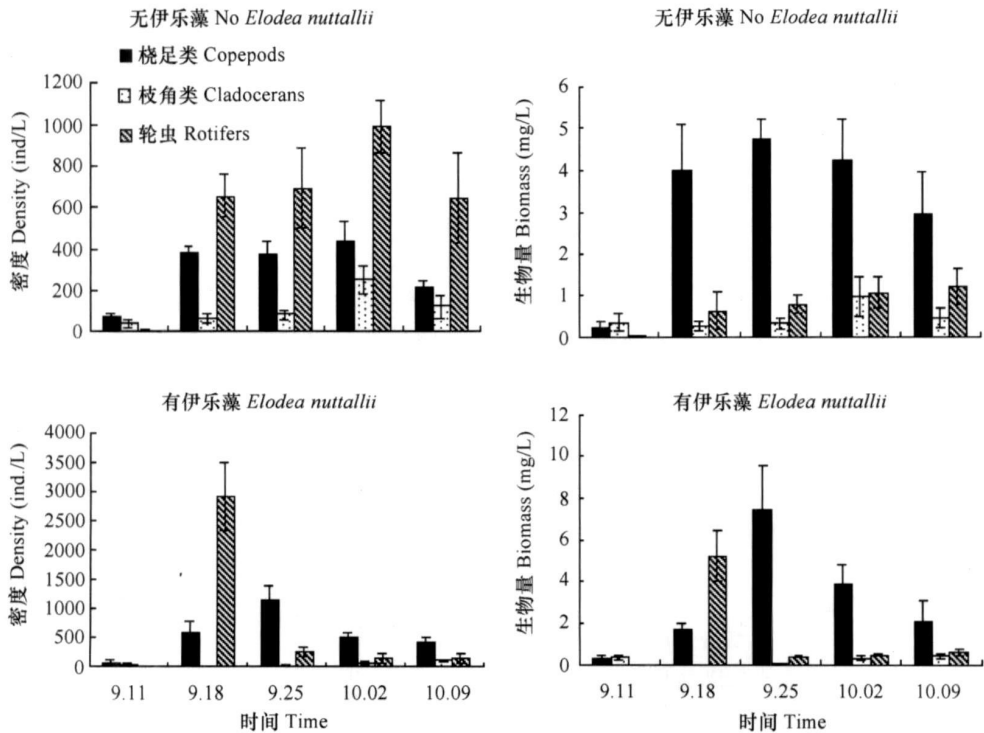 无伊乐藻 No Elodea nuttallii
桡足类 Copepods
枝角类 Cladocerans
轮虫 Rotifers
密度 Density (ind/L)
1200
1000
800
600
400
200
0
无伊乐藻 No Elodea nuttallii
生物量 Biomass (mg/L)
6
5
4
3
2
1
0
有伊乐藻 Elodea nuttallii
密度 Density (ind./L)
4000
3500
3000
2500
2000
1500
1000
500
0
9.11 9.18 9.25 10.02 10.09
时间 Time
有伊乐藻 Elodea nuttallii
生物量 Biomass (mg/L)
12
10
8
6
4
2
0
9.11 9.18 9.25 10.02 10.09
时间 Time